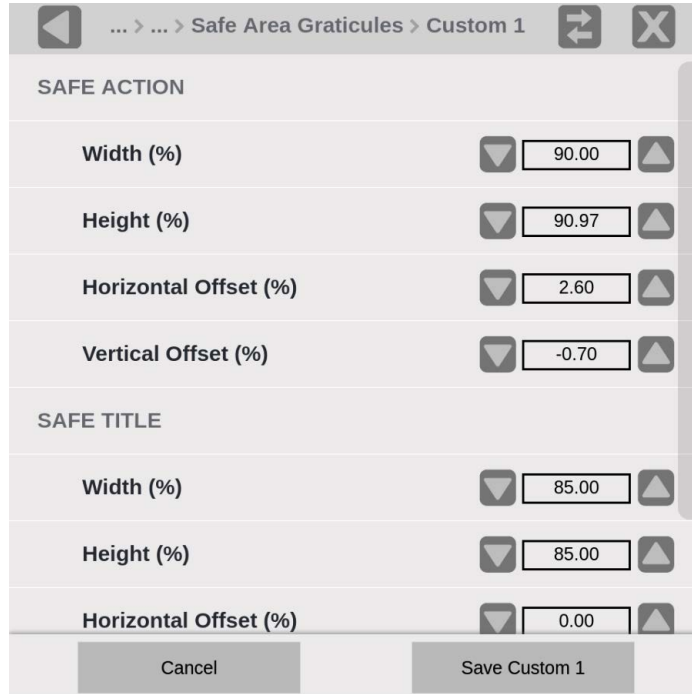 ... > ... > Safe Area Graticules > Custom 1
SAFE ACTION
Width (%) 90.00
Height (%) 90.97
Horizontal Offset (%) 2.60
Vertical Offset (%) -0.70
SAFE TITLE
Width (%) 85.00
Height (%) 85.00
Horizontal Offset (%) 0.00
Cancel Save Custom 1